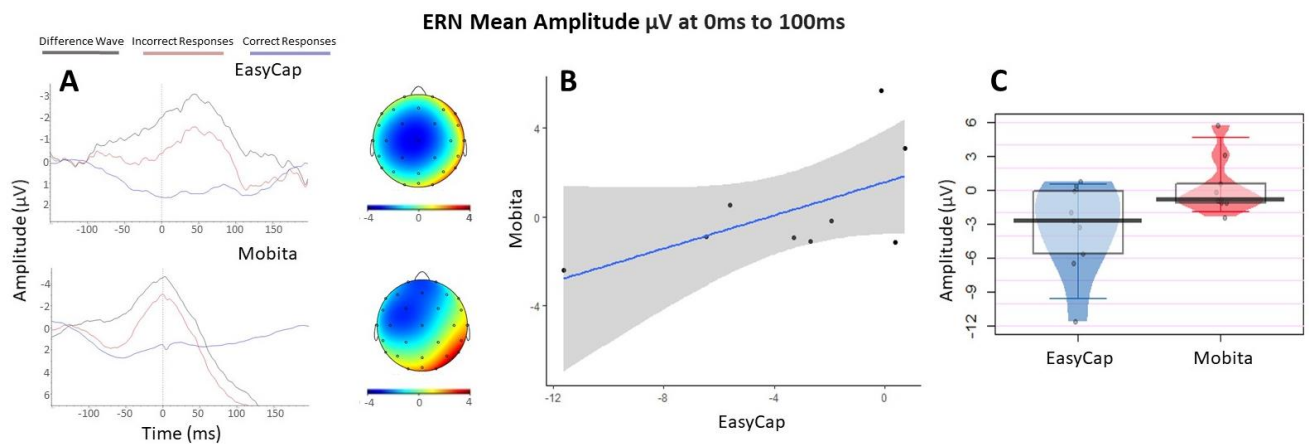 ERN Mean Amplitude µV at 0ms to 100ms
Difference Wave Incorrect Responses Correct Responses
A
EasyCap
-3
-2
-1
0
1
2
-100 -50 0 50 100 150
-4 0 4
Mobita
-4
-2
0
2
4
6
-100 -50 0 50 100 150
-4 0 4
Amplitude (µV)
Time (ms)
B
4
0
-4
-12 -8 -4 0
Mobita
EasyCap
C
6
3
0
-3
-6
-9
-12
Amplitude (µV)
EasyCap Mobita